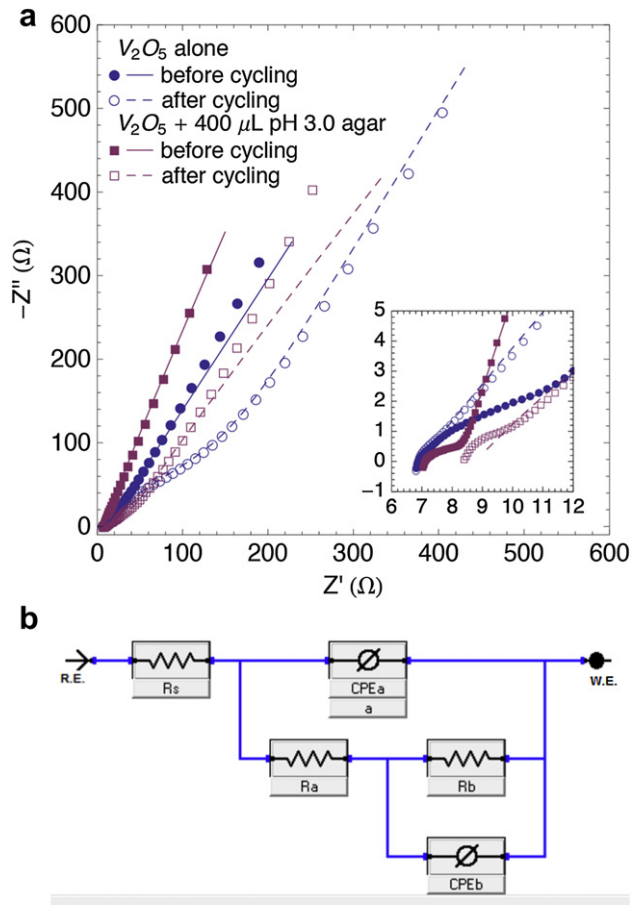 a
V₂O₅ alone
before cycling
after cycling
V₂O₅ + 400 μL pH 3.0 agar
before cycling
after cycling
-Z" (Ω)
600
500
400
300
200
100
0
0 100 200 300 400 500 600
Z' (Ω)
5
4
3
2
1
0
−1
6 7 8 9 10 11 12
b
R.E.
Rs
CPEa
a
W.E.
Ra
Rb
CPEb